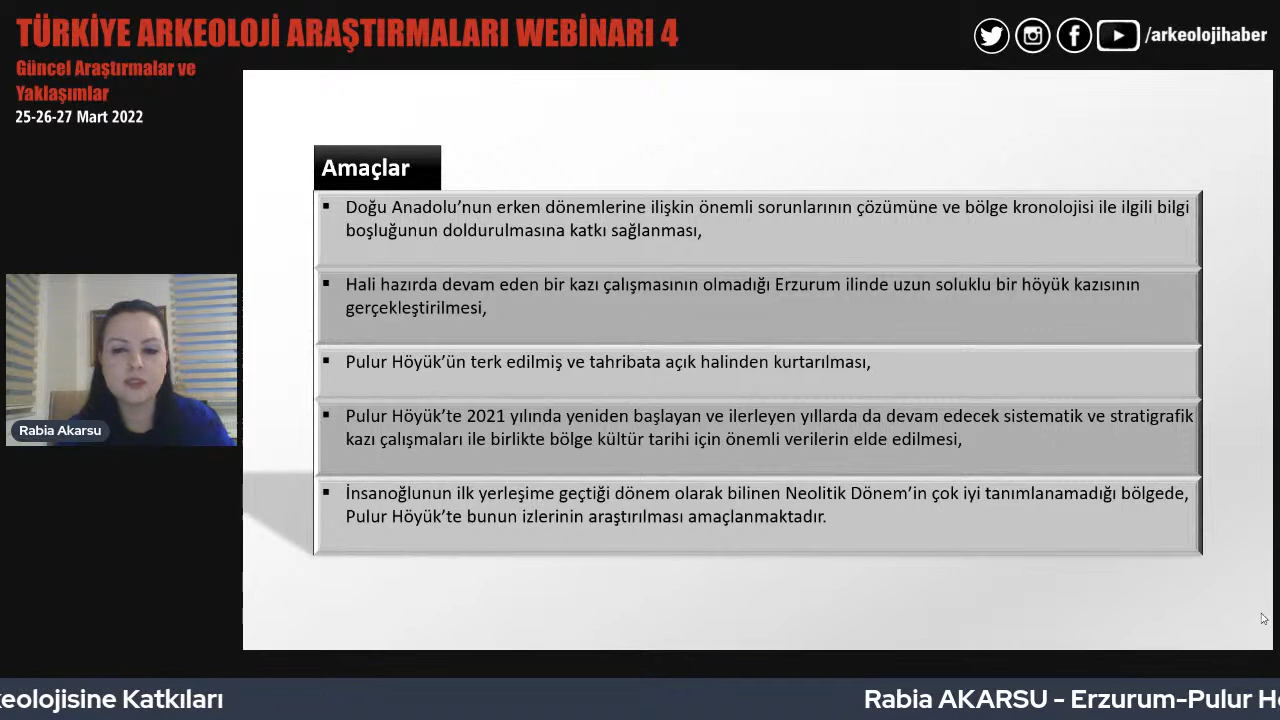 TÜRKİYE ARKEOLOJİ ARAŞTIRMALARI WEBİNARI 4
Güncel Araştırmalar ve
Yaklaşımlar
25-26-27 Mart 2022
/arkeolojihaber
Amaçlar
▪ Doğu Anadolu’nun erken dönemlerine ilişkin önemli sorunlarının çözümüne ve bölge kronolojisi ile ilgili bilgi
boşluğunun doldurulmasına katkı sağlanması,
▪ Hali hazırda devam eden bir kazı çalışmasının olmadığı Erzurum ilinde uzun soluklu bir höyük kazısının
gerçekleştirilmesi,
▪ Pulur Höyük’ün terk edilmiş ve tahribata açık halinden kurtarılması,
▪ Pulur Höyük’te 2021 yılında yeniden başlayan ve ilerleyen yıllarda da devam edecek sistematik ve stratigrafik
kazı çalışmaları ile birlikte bölge kültür tarihi için önemli verilerin elde edilmesi,
▪ İnsanoğlunun ilk yerleşime geçtiği dönem olarak bilinen Neolitik Dönem’in çok iyi tanımlanamadığı bölgede,
Pulur Höyük’te bunun izlerinin araştırılması amaçlanmaktadır.
Rabia Akarsu
keolojisine Katkıları
Rabia AKARSU - Erzurum-Pulur Hö